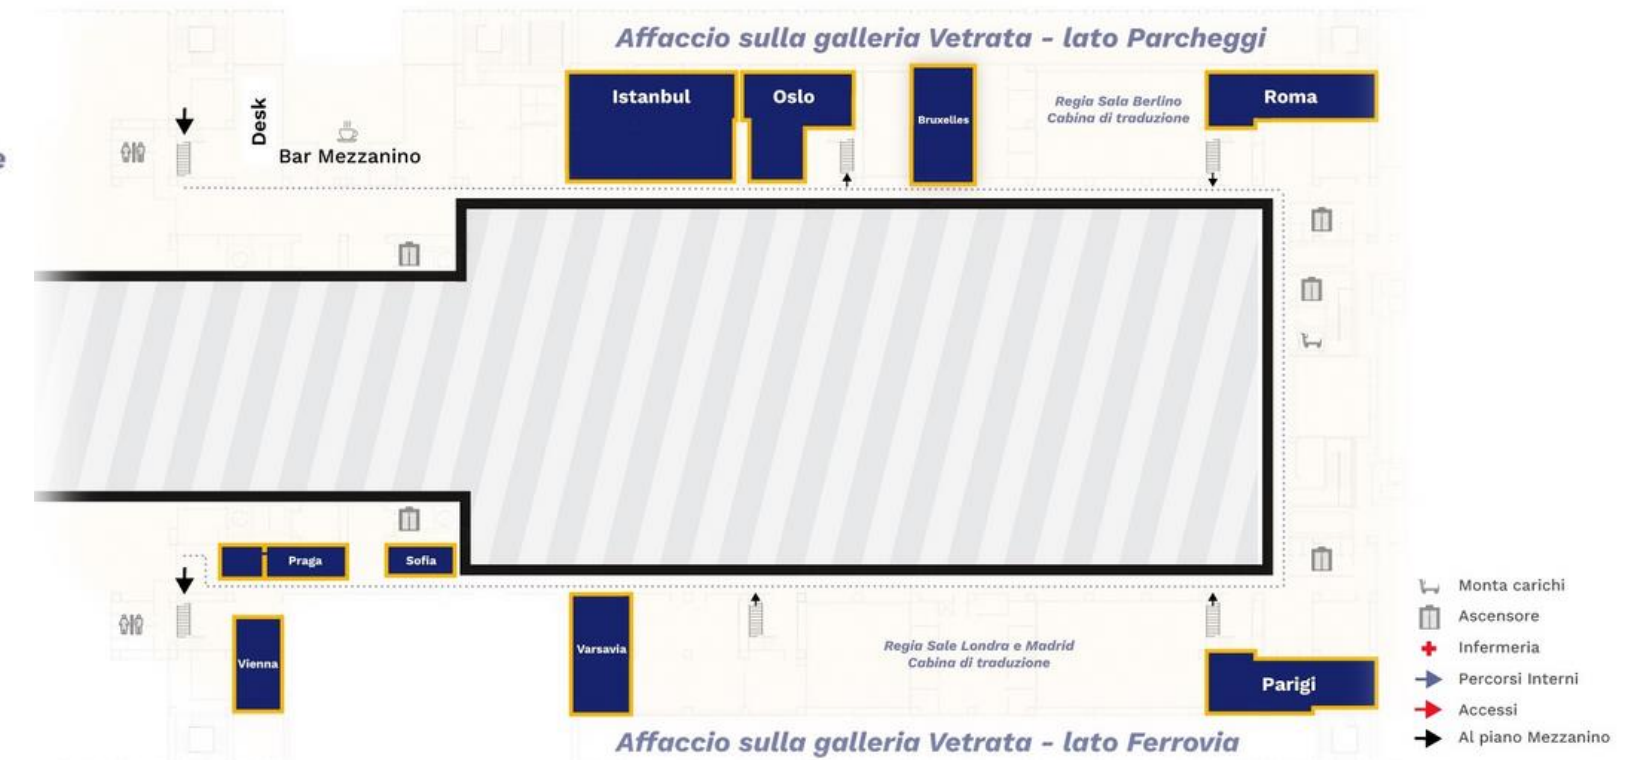 Affaccio sulla galleria Vetrata - lato Parcheggi
Istanbul
Oslo
Bruxelles
Regia Sala Berlino
Cabina di traduzione
Roma
Desk
Bar Mezzanino
e
Praga
Sofia
Vienna
Varsavia
Regia Sale Londra e Madrid
Cabina di traduzione
Parigi
Affaccio sulla galleria Vetrata - lato Ferrovia
Monta carichi
Ascensore
Infermeria
Percorsi Interni
Accessi
Al piano Mezzanino